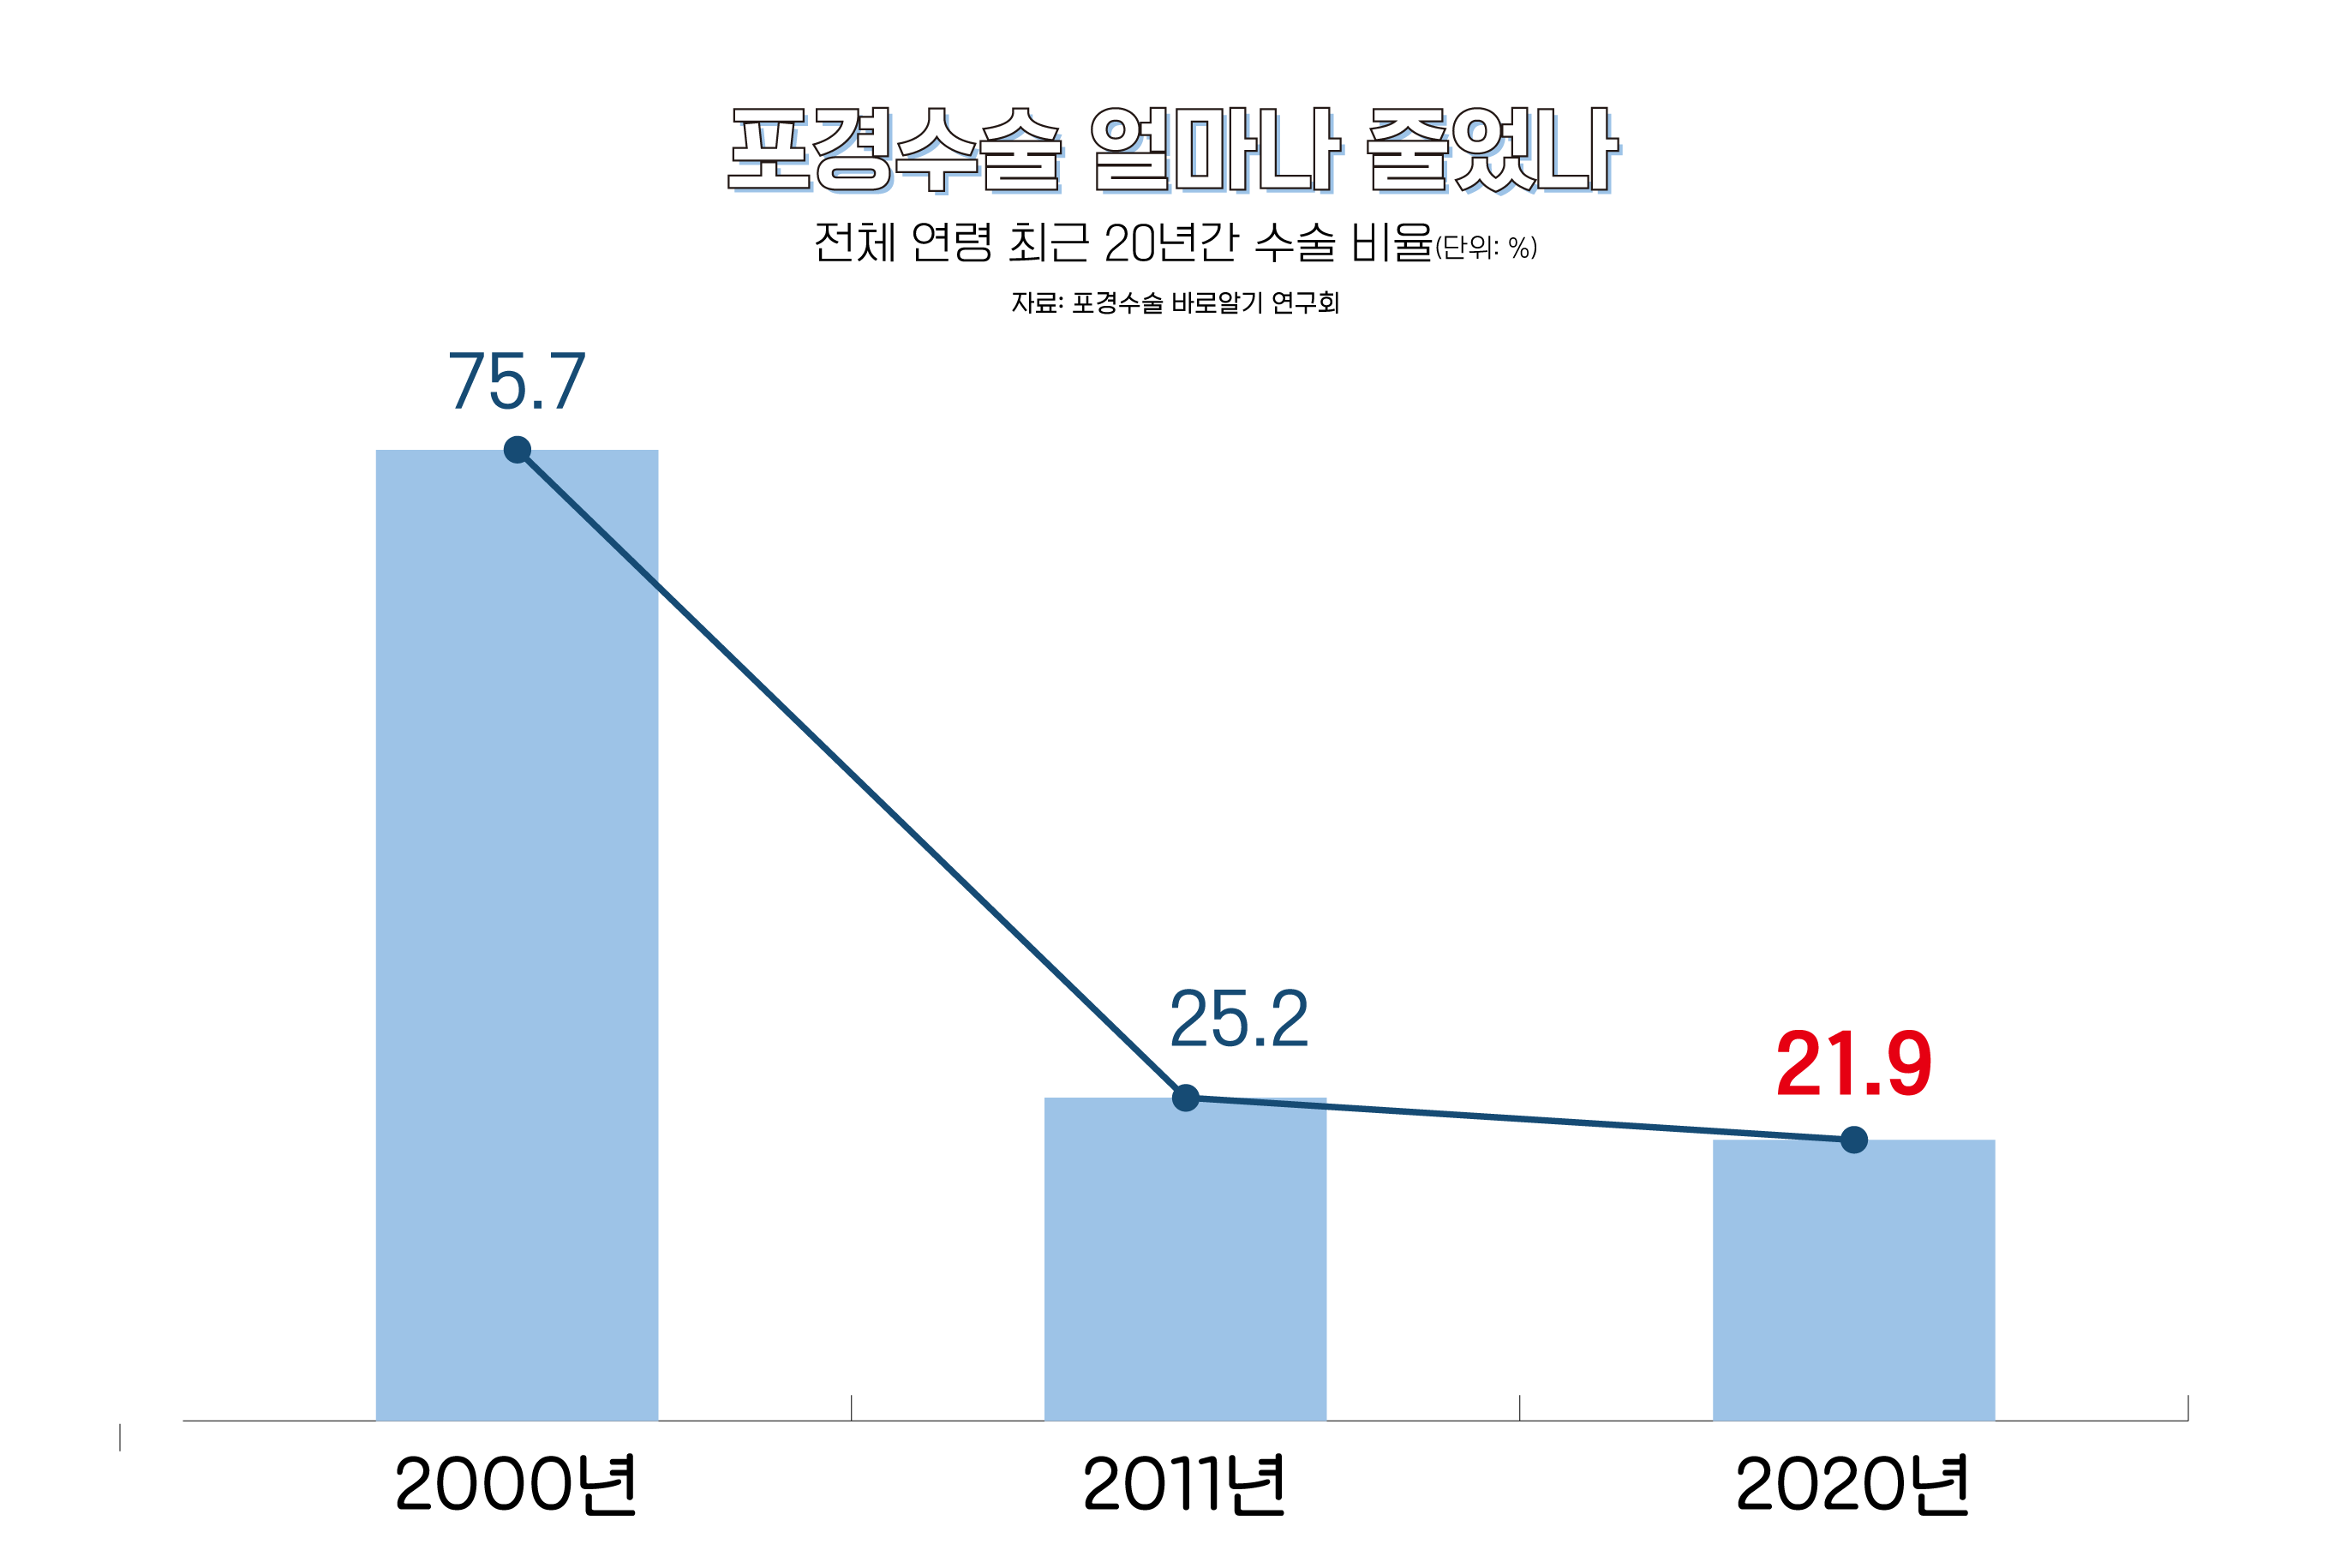 포경수술 얼마나 줄었나
전체 연령 최근 20년간 수술 비율(단위: %)
자료: 포경수술 바로알기 연구회
75.7
25.2
21.9
2000년
2011년
2020년